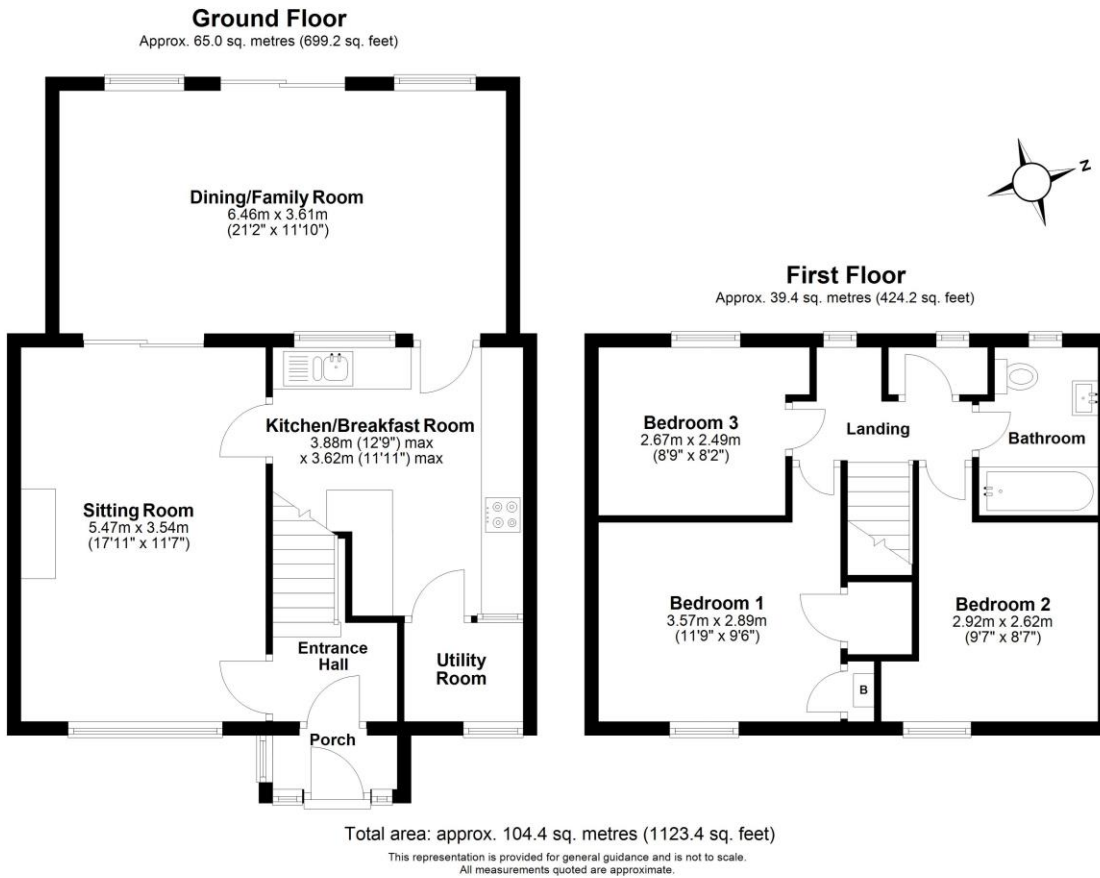 Ground Floor
Approx. 65.0 sq. metres (699.2 sq. feet)
Dining/Family Room
6.46m x 3.61m
(21'2" x 11'10")
Kitchen/Breakfast Room
3.88m (12'9") max
x 3.62m (11'11") max
Sitting Room
5.47m x 3.54m
(17'11" x 11'7")
Entrance
Hall
Utility
Room
Porch
N
First Floor
Approx. 39.4 sq. metres (424.2 sq. feet)
Bedroom 3
2.67m x 2.49m
(8'9" x 8'2")
Landing
Bathroom
Bedroom 1
3.57m x 2.89m
(11'9" x 9'6")
Bedroom 2
2.92m x 2.62m
(9'7" x 8'7")
B
Total area: approx. 104.4 sq. metres (1123.4 sq. feet)
This representation is provided for general guidance and is not to scale.
All measurements quoted are approximate.